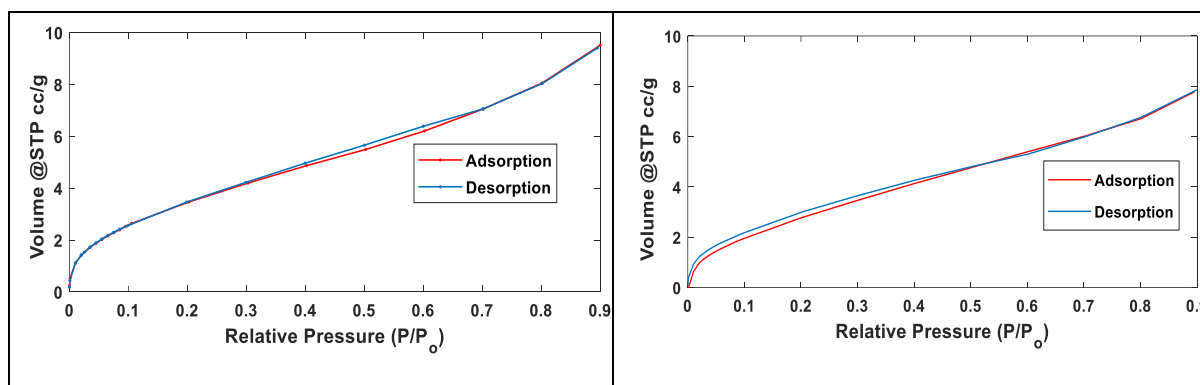 10
8
6
4
2
0
Volume @STP cc/g
Adsorption
Desorption
0 0.1 0.2 0.3 0.4 0.5 0.6 0.7 0.8 0.9
Relative Pressure (P/Po)
10
8
6
4
2
0
Volume @STP cc/g
Adsorption
Desorption
0 0.1 0.2 0.3 0.4 0.5 0.6 0.7 0.8 0.9
Relative Pressure (P/Po)